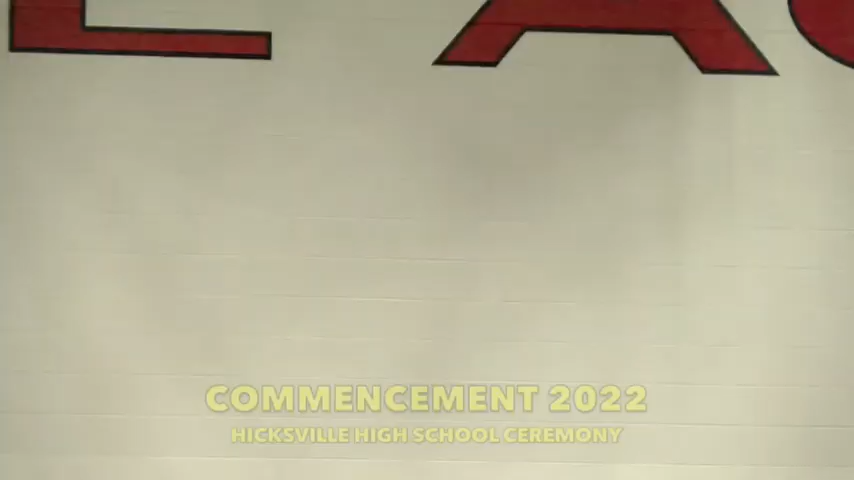 COMMENCEMENT 2022
HICKSVILLE HIGH SCHOOL CEREMONY